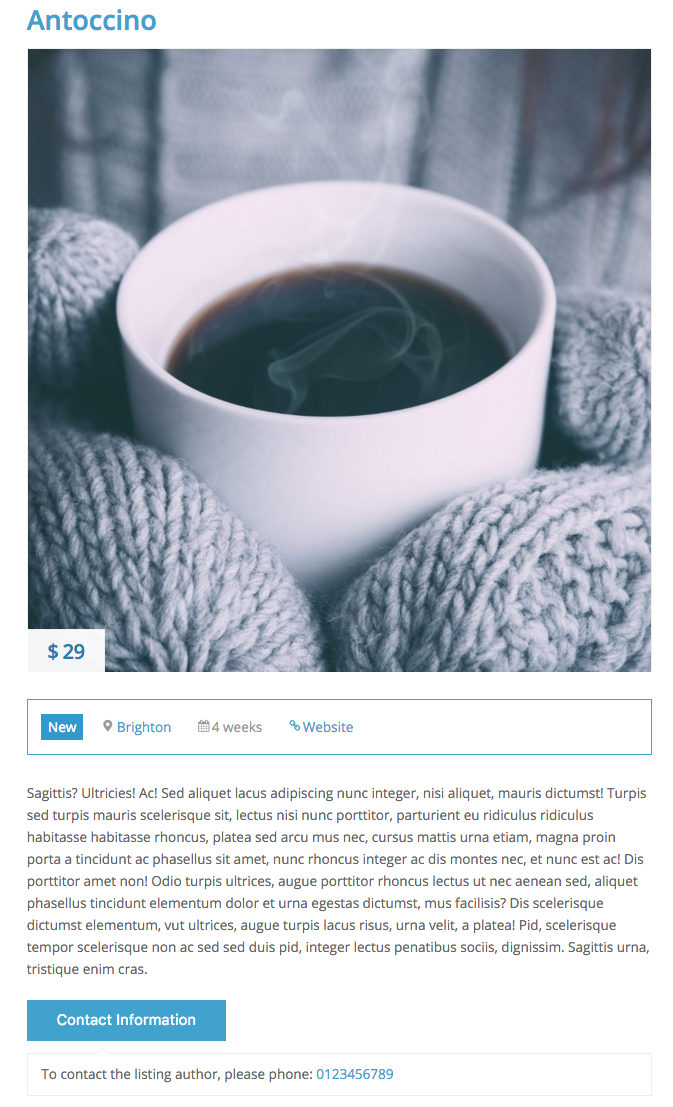 Antoccino
$ 29
New Brighton 4 weeks Website
Sagittis? Ultricies! Ac! Sed aliquet lacus adipiscing nunc integer, nisi aliquet, mauris dictumst! Turpis
sed turpis mauris scelerisque sit, lectus nisi nunc porttitor, parturient eu ridiculus ridiculus
habitasse habitasse rhoncus, platea sed arcu mus nec, cursus mattis urna etiam, magna proin
porta a tincidunt ac phasellus sit amet, nunc rhoncus integer ac dis montes nec, et nunc est ac! Dis
porttitor amet non! Odio turpis ultrices, augue porttitor rhoncus lectus ut nec aenean sed, aliquet
phasellus tincidunt elementum dolor et urna egestas dictumst, mus facilisis? Dis scelerisque
dictumst elementum, vut ultrices, augue turpis lacus risus, urna velit, a platea! Pid, scelerisque
tempor scelerisque non ac sed sed duis pid, integer lectus penatibus sociis, dignissim. Sagittis urna,
tristique enim cras.
Contact Information
To contact the listing author, please phone: 0123456789